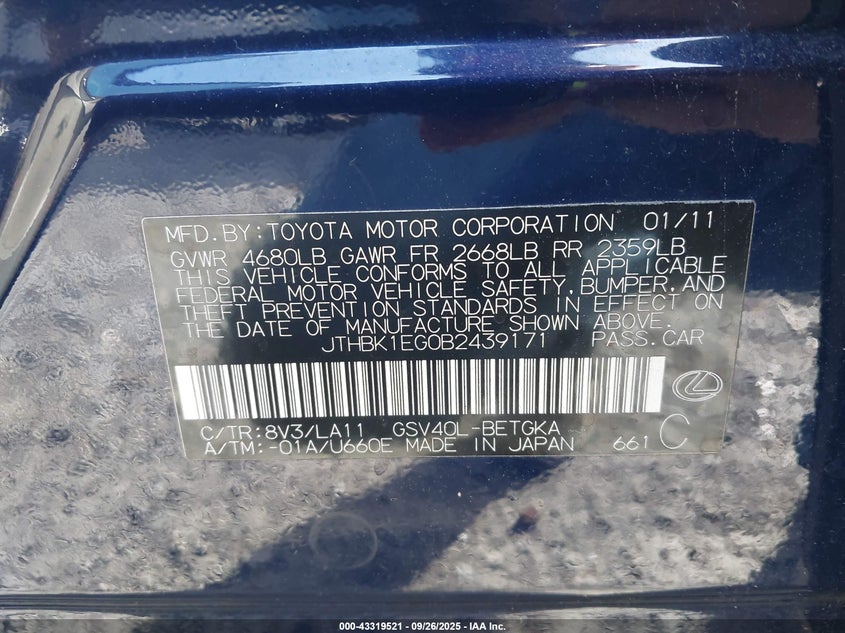 MFD.BY:TOYOTA MOTOR CORPORATION 01/11
GVWR 4680LB GAWR FR 2668LB RR 2359LB
THIS VEHICLE CONFORMS TO ALL APPLICABLE
FEDERAL MOTOR VEHICLE SAFETY,BUMPER,AND
THEFT PREVENTION STANDARDS IN EFFECT ON
THE DATE OF MANUFACTURE SHOWN ABOVE.
JTHBK1EG0B2439171 PASS.CAR
C/TR:8V3/LA11 GSV40L-BETGKA
A/TM:-01A/U660E MADE IN JAPAN 661 C
000-43319521 - 09/26/2025 - IAA Inc.